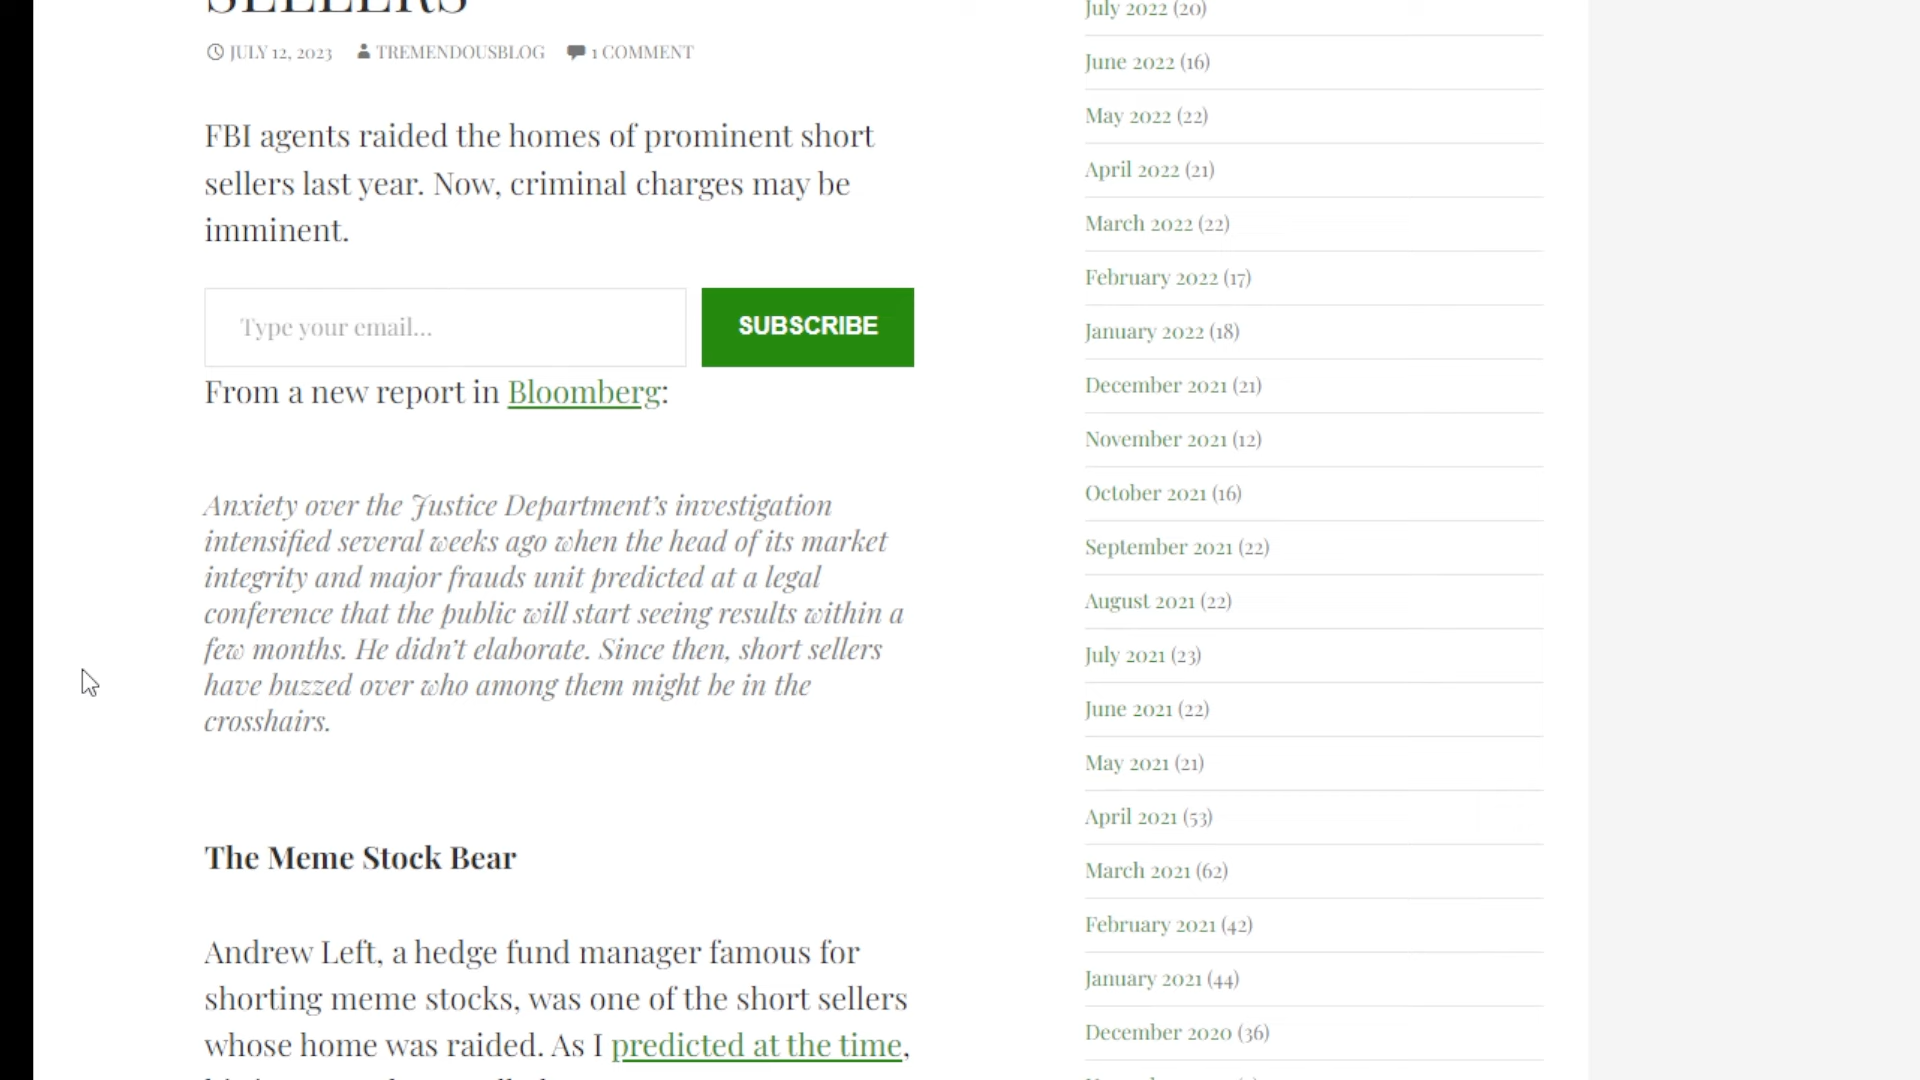 SELLERS
JULY 12, 2023 TREMENDOUSBLOG 1 COMMENT
FBI agents raided the homes of prominent short
sellers last year. Now, criminal charges may be
imminent.
Type your email…
SUBSCRIBE
From a new report in Bloomberg:
Anxiety over the Justice Department’s investigation
intensified several weeks ago when the head of its market
integrity and major frauds unit predicted at a legal
conference that the public will start seeing results within a
few months. He didn’t elaborate. Since then, short sellers
have buzzed over who among them might be in the
crosshairs.
The Meme Stock Bear
Andrew Left, a hedge fund manager famous for
shorting meme stocks, was one of the short sellers
whose home was raided. As I predicted at the time,
July 2022 (20)
June 2022 (16)
May 2022 (22)
April 2022 (21)
March 2022 (22)
February 2022 (17)
January 2022 (18)
December 2021 (21)
November 2021 (12)
October 2021 (16)
September 2021 (22)
August 2021 (22)
July 2021 (23)
June 2021 (22)
May 2021 (21)
April 2021 (53)
March 2021 (62)
February 2021 (42)
January 2021 (44)
December 2020 (36)